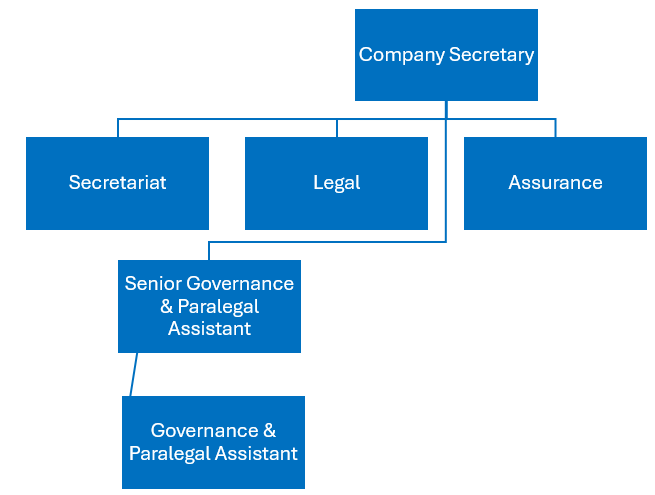 Company Secretary
Secretariat
Legal
Assurance
Senior Governance
& Paralegal
Assistant
Governance &
Paralegal Assistant